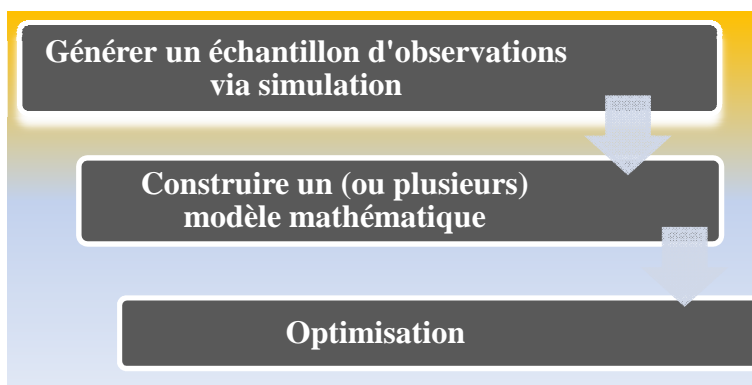 Générer un échantillon d'observations
via simulation
Construire un (ou plusieurs)
modèle mathématique
Optimisation